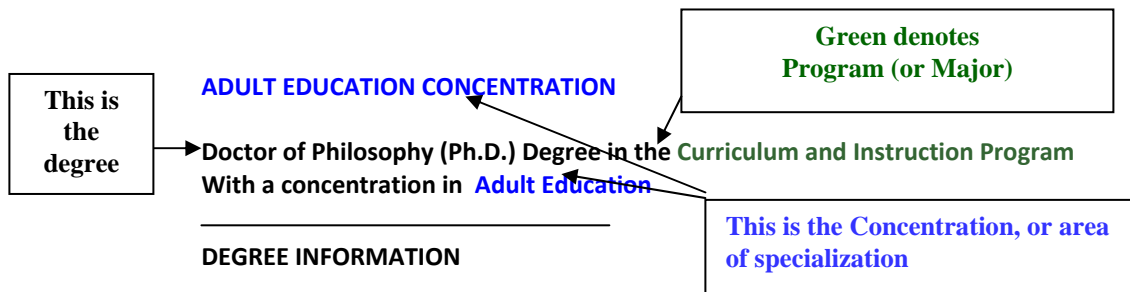 Green denotes
Program (or Major)
ADULT EDUCATION CONCENTRATION
This is
the
degree
Doctor of Philosophy (Ph.D.) Degree in the Curriculum and Instruction Program
With a concentration in Adult Education
This is the Concentration, or area
of specialization
DEGREE INFORMATION